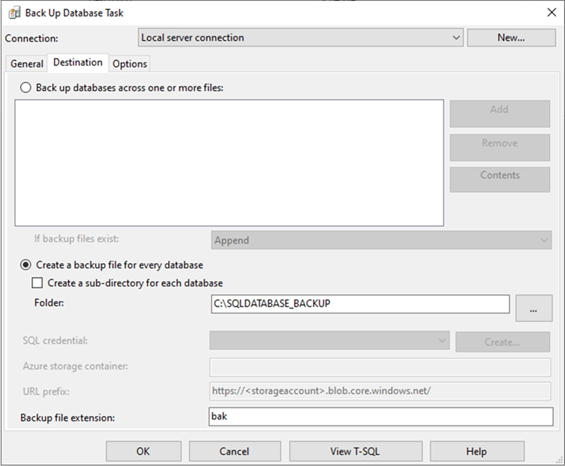 Back Up Database Task
Connection: Local server connection New...
General Destination Options
Back up databases across one or more files:
Add
Remove
Contents
If backup files exist: Append
Create a backup file for every database
Create a sub-directory for each database
Folder: C:\SQLDATABASE_BACKUP ...
SQL credential: Create...
Azure storage container:
URL prefix: https://<storageaccount>.blob.core.windows.net/
Backup file extension: bak
OK Cancel View T-SQL Help